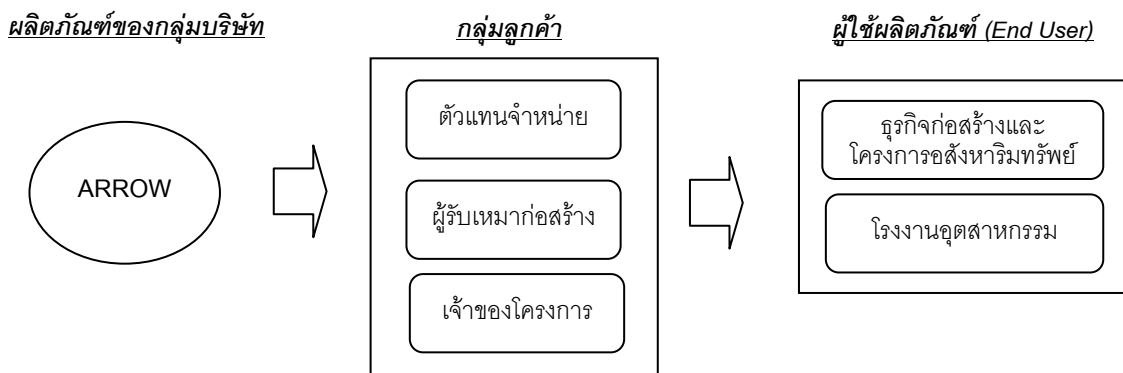 ผลิตภัณฑ์ของกลุ่มบริษัท
กลุ่มลูกค้า
ผู้ใช้ผลิตภัณฑ์ (End User)
ARROW
ตัวแทนจำหน่าย
ผู้รับเหมาก่อสร้าง
เจ้าของโครงการ
ธุรกิจก่อสร้างและ
โครงการอสังหาริมทรัพย์
โรงงานอุตสาหกรรม